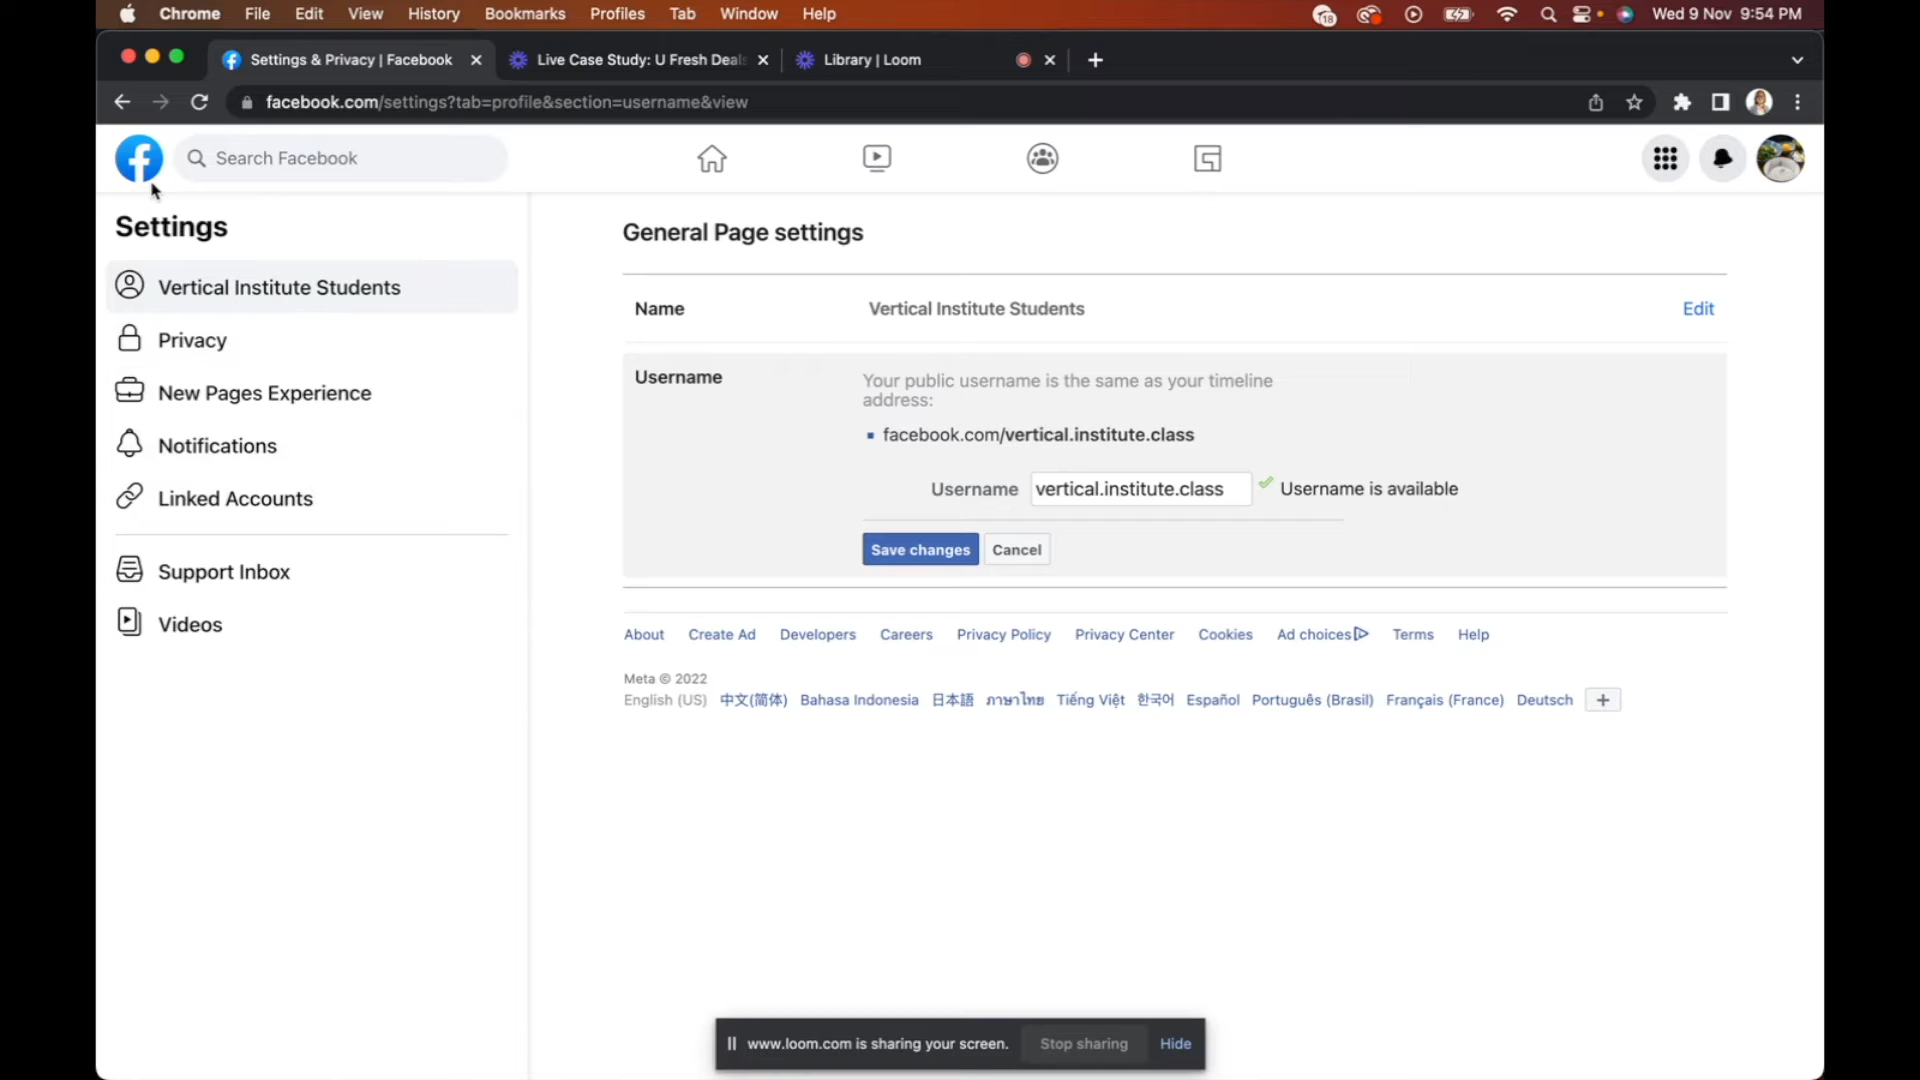 Chrome File Edit View History Bookmarks Profiles Tab Window Help 18 Wed 9 Nov 9:54 PM
Settings & Privacy | Facebook Live Case Study: U Fresh Deal Library | Loom
facebook.com/settings?tab=profile&section=username&view
Search Facebook
Settings
Vertical Institute Students
Privacy
New Pages Experience
Notifications
Linked Accounts
Support Inbox
Videos
General Page settings
Name Vertical Institute Students Edit
Username Your public username is the same as your timeline
address:
facebook.com/vertical.institute.class
Username vertical.institute.class Username is available
Save changes Cancel
About Create Ad Developers Careers Privacy Policy Privacy Center Cookies Ad choices Terms Help
Meta © 2022
English (US) 中文(简体) Bahasa Indonesia 日本語 ภาษาไทย Tiếng Việt 한국어 Español Português (Brasil) Français (France) Deutsch
www.loom.com is sharing your screen. Stop sharing Hide